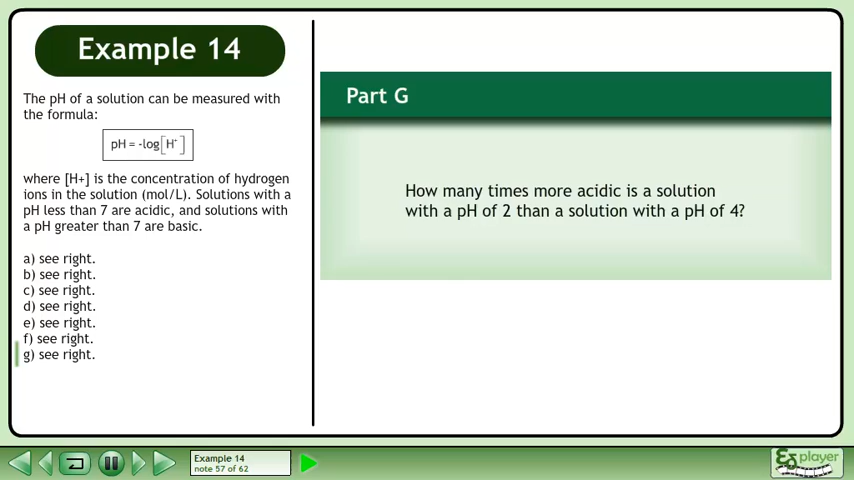 Example 14
The pH of a solution can be measured with
the formula:
pH = -log[H⁺]
where [H+] is the concentration of hydrogen
ions in the solution (mol/L). Solutions with a
pH less than 7 are acidic, and solutions with
a pH greater than 7 are basic.
a) see right.
b) see right.
c) see right.
d) see right.
e) see right.
f) see right.
g) see right.
Part G
How many times more acidic is a solution
with a pH of 2 than a solution with a pH of 4?
Example 14
note 57 of 62
player